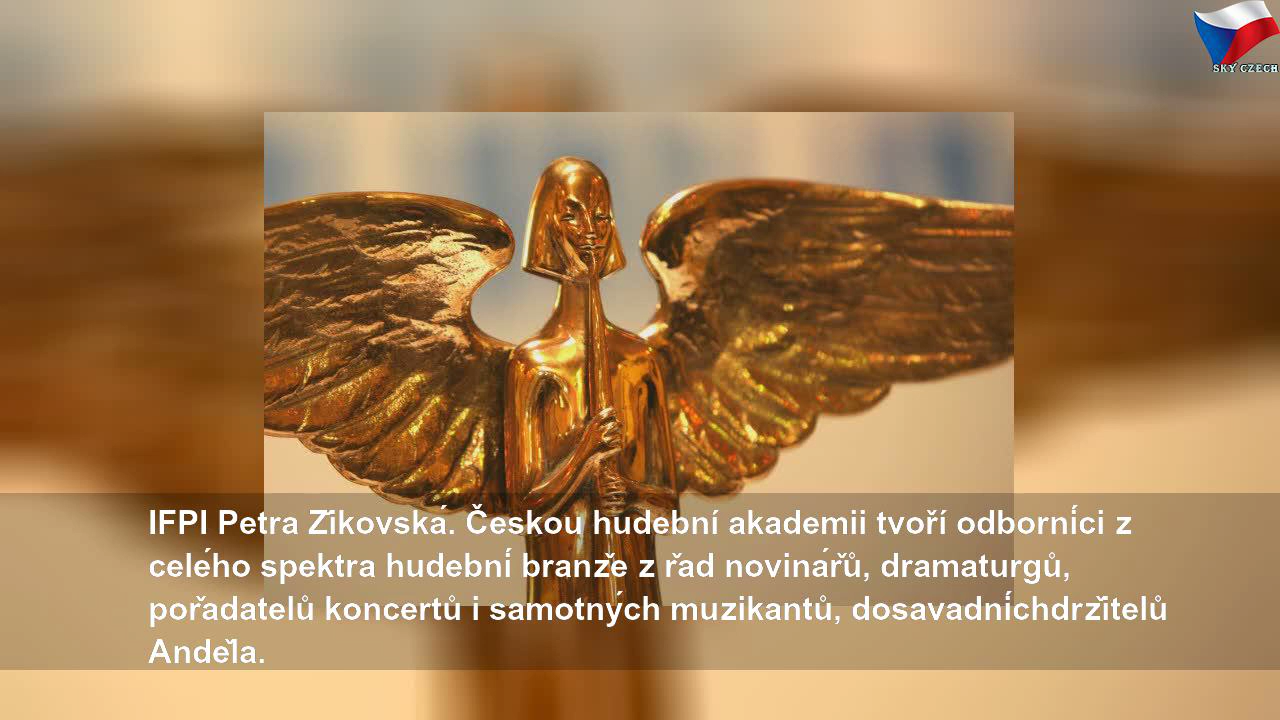 SKY CZECH
IFPI Petra Žikovská. Českou hudební akademii tvoří odborníci z
celého spektra hudební branže z řad novinářů, dramaturgů,
pořadatelů koncertů i samotných muzikantů, dosavadníchdržitelů
Anděla.